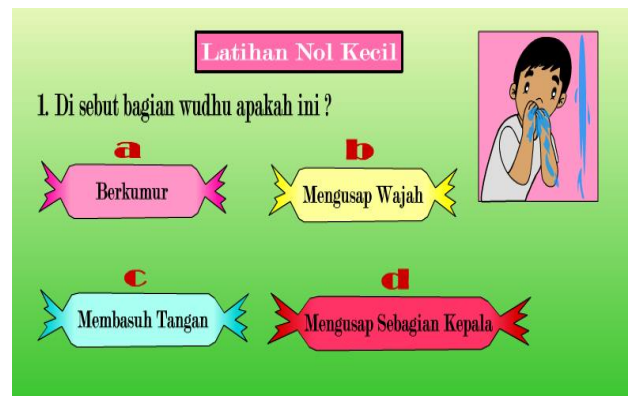 Latihan Nol Kecil
1. Di sebut bagian wudhu apakah ini ?
a
Berkumur
b
Mengusap Wajah
c
Membasuh Tangan
d
Mengusap Sebagian Kepala